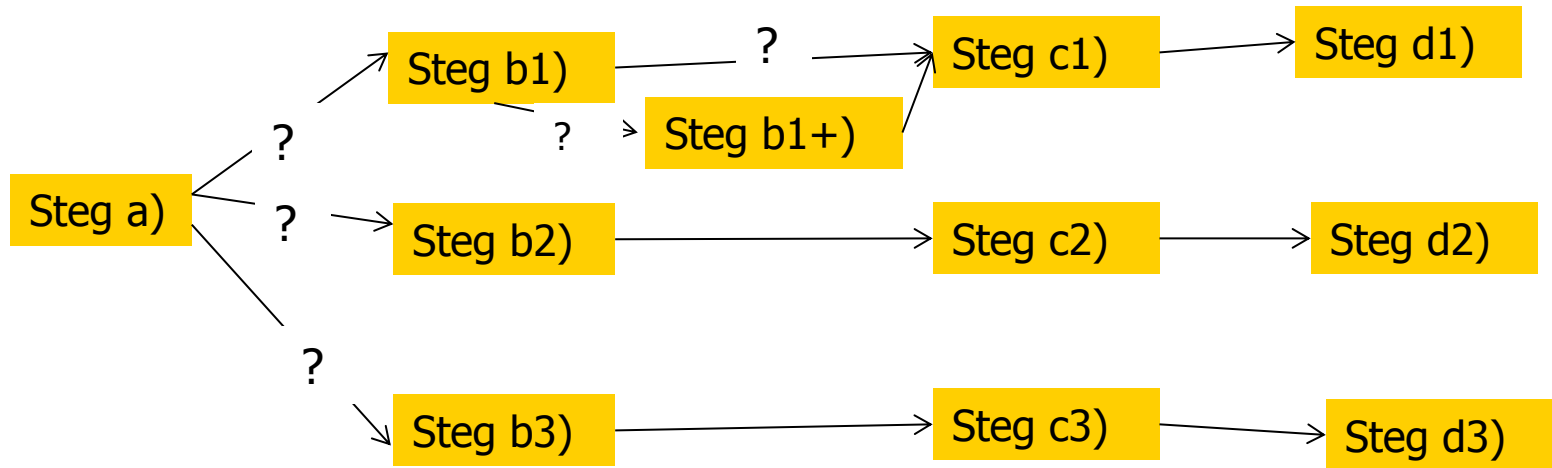 Steg a)
?
?
?
Steg b1)
?
?
Steg b1+)
Steg c1)
Steg d1)
Steg b2)
Steg c2)
Steg d2)
Steg b3)
Steg c3)
Steg d3)